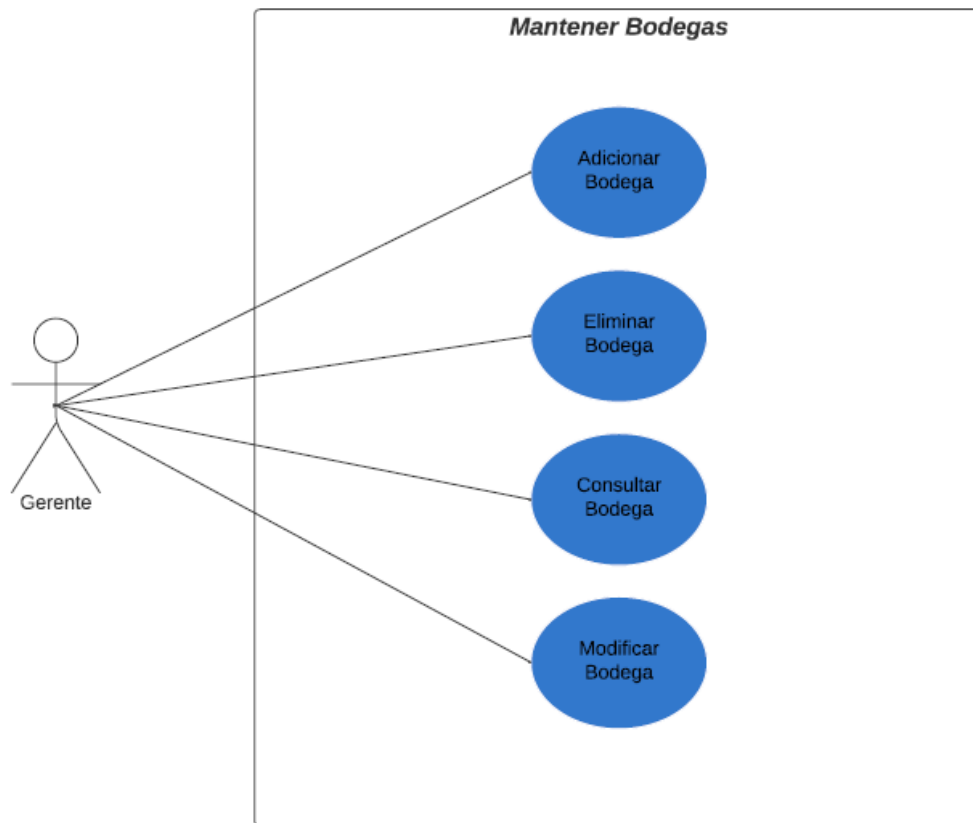 Mantener Bodegas
Adicionar
Bodega
Eliminar
Bodega
Gerente
Consultar
Bodega
Modificar
Bodega